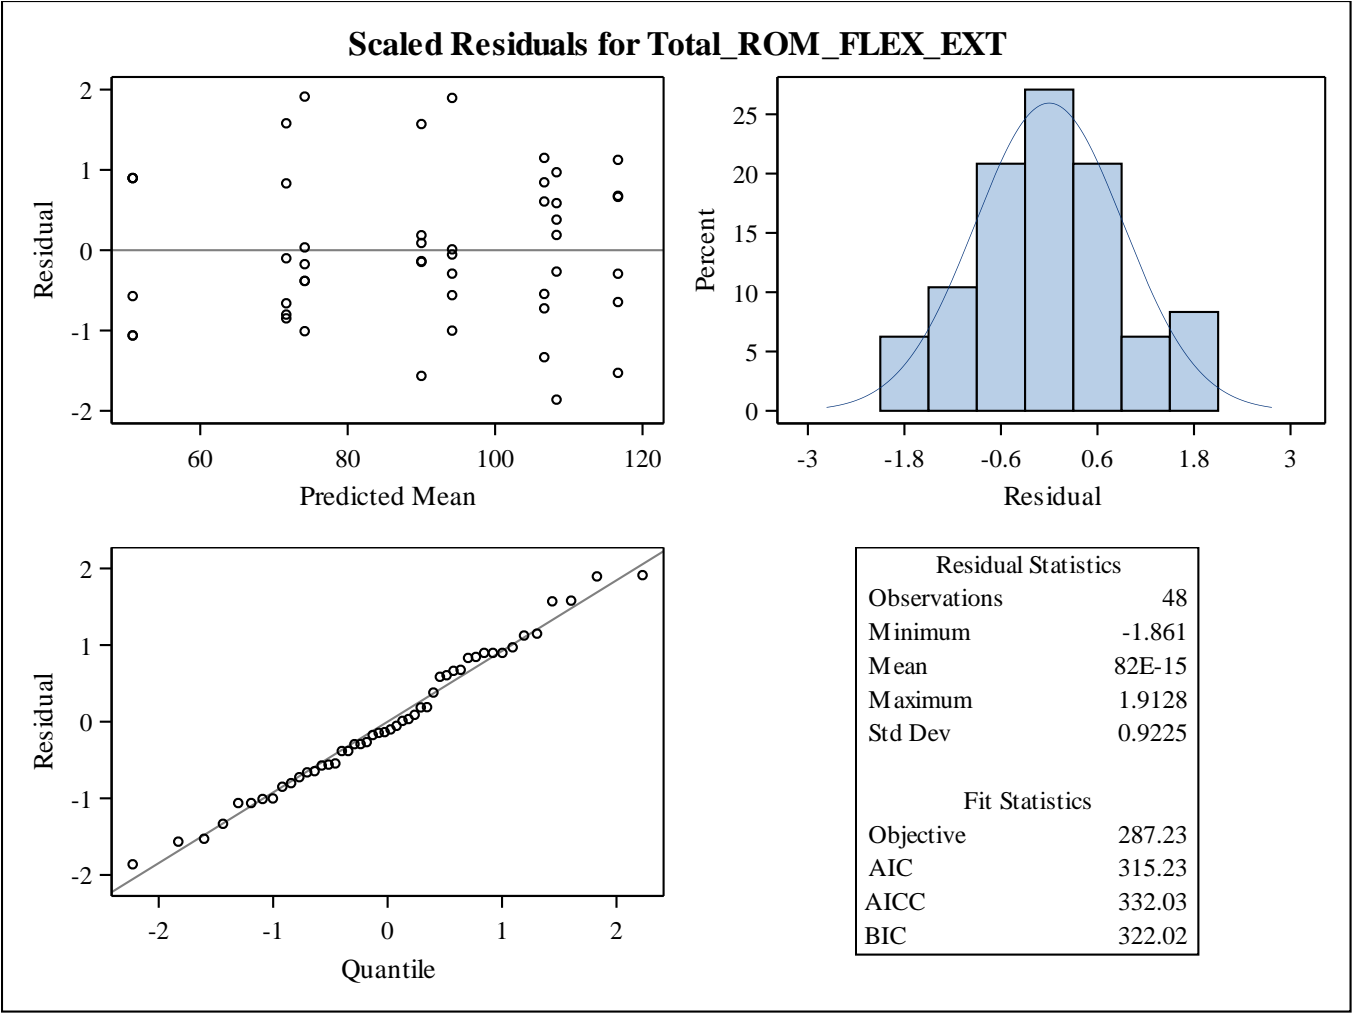 Scaled Residuals for Total_ROM_FLEX_EXT
2
1
0
-1
-2
Residual
60 80 100 120
Predicted Mean
25
20
15
10
5
0
Percent
-3 -1.8 -0.6 0.6 1.8 3
Residual
2
1
0
-1
-2
Residual
-2 -1 0 1 2
Quantile
Residual Statistics
Observations 48
Minimum -1.861
Mean 82E-15
Maximum 1.9128
Std Dev 0.9225
Fit Statistics
Objective 287.23
AIC 315.23
AICC 332.03
BIC 322.02